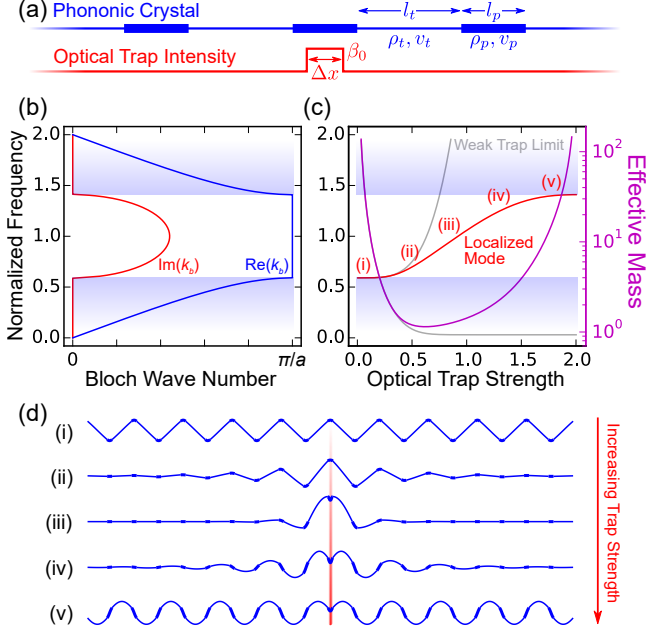 (a) Phononic Crystal
l_t l_p
ρ_t, v_t ρ_p, v_p
Optical Trap Intensity
β_0
Δx
(b)
Normalized Frequency
2.0
1.5
1.0
0.5
0.0
Im(k_b)
Re(k_b)
0
π/a
Bloch Wave Number
(c)
Weak Trap Limit
(i)
(ii)
(iii)
(iv)
(v)
Localized
Mode
0.0 0.5 1.0 1.5 2.0
Optical Trap Strength
10^2
10^1
10^0
Effective Mass
(d)
(i)
(ii)
(iii)
(iv)
(v)
Increasing Trap Strength